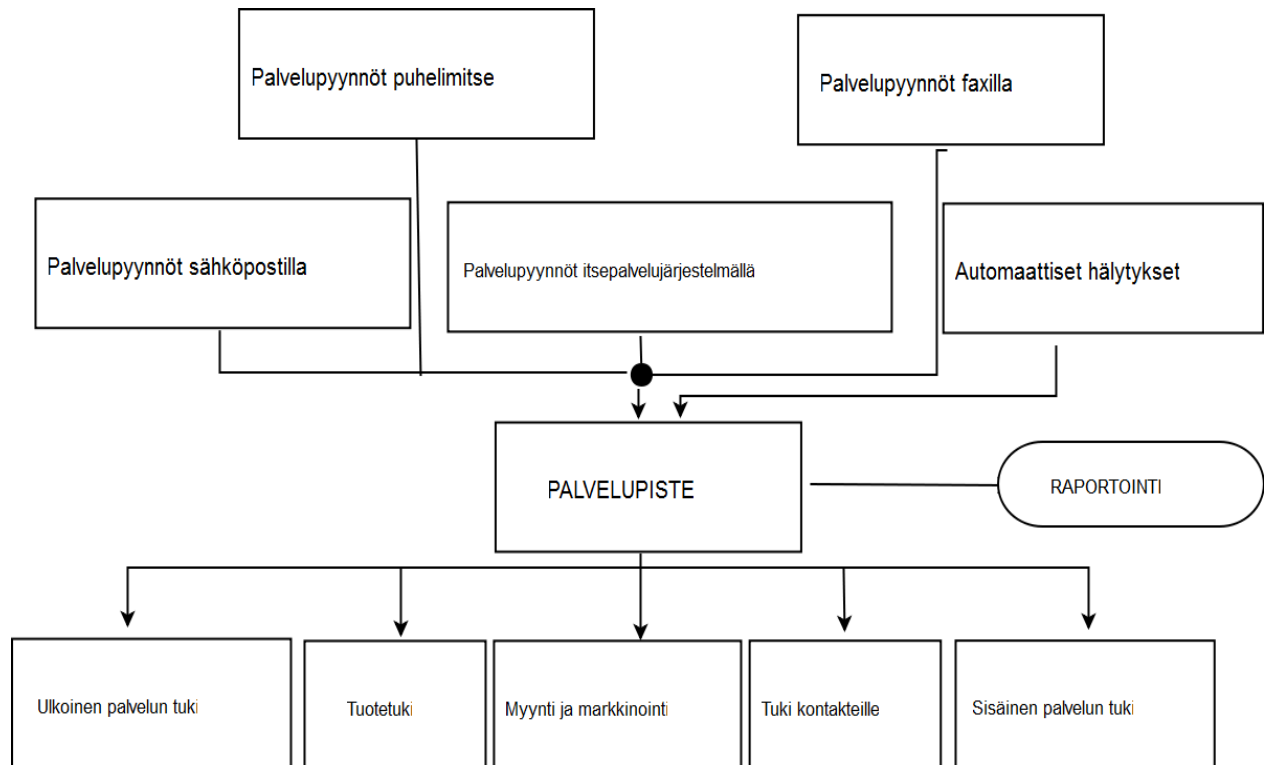 Palvelupyynnöt puhelimitse
Palvelupyynnöt faxilla
Palvelupyynnöt sähköpostilla
Palvelupyynnöt itsepalvelujärjestelmällä
Automaattiset hälytykset
PALVELUPISTE
RAPORTOINTI
Ulkoinen palvelun tuki
Tuotetuki
Myynti ja markkinointi
Tuki kontakteille
Sisäinen palvelun tuki